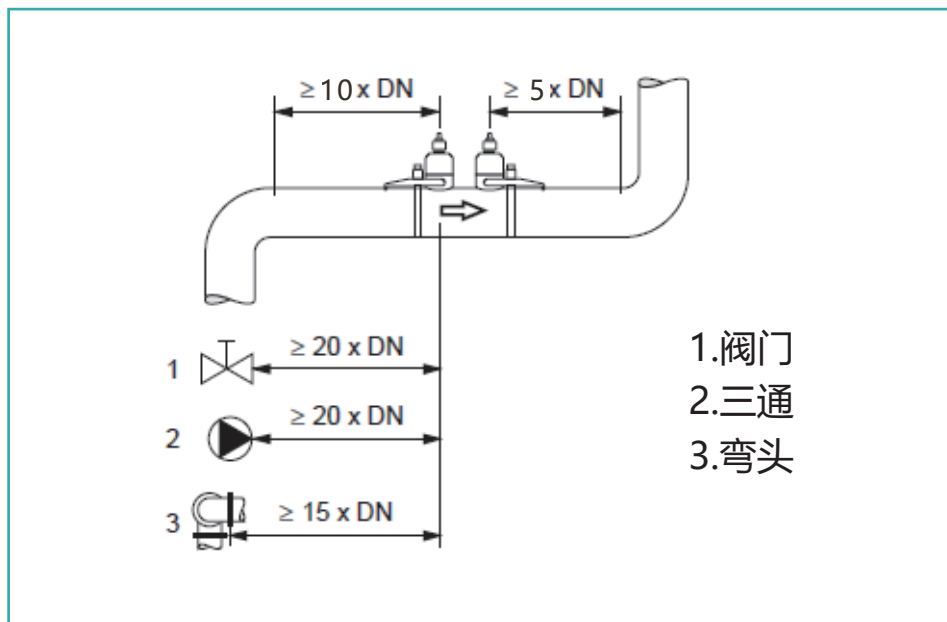 ≥ 10 x DN
≥ 5 x DN
1 ≥ 20 x DN
2 ≥ 20 x DN
3 ≥ 15 x DN
1.阀门
2.三通
3.弯头